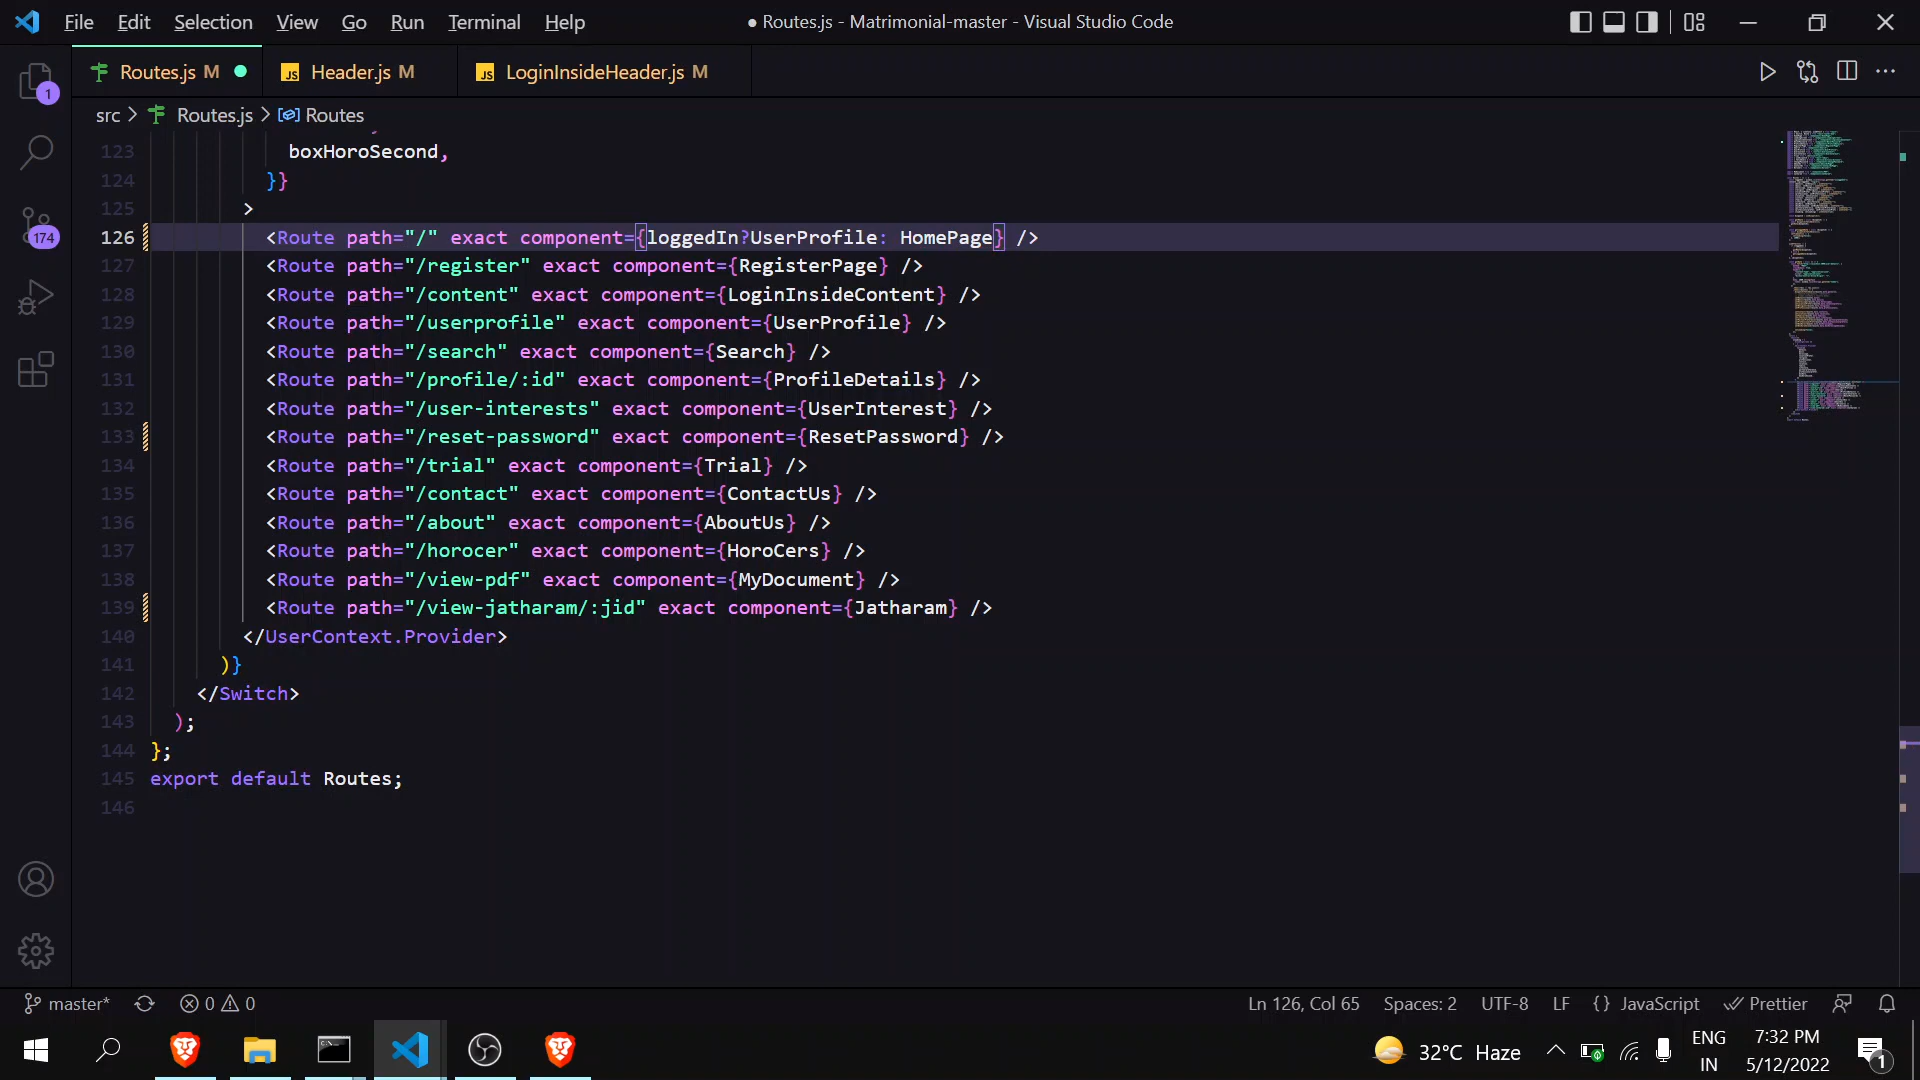 File Edit Selection View Go Run Terminal Help
● Routes.js - Matrimonial-master - Visual Studio Code
Routes.js M ●
JS Header.js M
JS LoginInsideHeader.js M
src > Routes.js > Routes
123 boxHoroSecond,
124 }}
125 >
126 <Route path="/" exact component={loggedIn?UserProfile: HomePage} />
127 <Route path="/register" exact component={RegisterPage} />
128 <Route path="/content" exact component={LoginInsideContent} />
129 <Route path="/userprofile" exact component={UserProfile} />
130 <Route path="/search" exact component={Search} />
131 <Route path="/profile/:id" exact component={ProfileDetails} />
132 <Route path="/user-interests" exact component={UserInterest} />
133 <Route path="/reset-password" exact component={ResetPassword} />
134 <Route path="/trial" exact component={Trial} />
135 <Route path="/contact" exact component={ContactUs} />
136 <Route path="/about" exact component={AboutUs} />
137 <Route path="/horocer" exact component={HoroCers} />
138 <Route path="/view-pdf" exact component={MyDocument} />
139 <Route path="/view-jatharam/:jid" exact component={Jatharam} />
140 </UserContext.Provider>
141 )}
142 </Switch>
143 );
144 };
145 export default Routes;
146
1
174
master*
0 0
Ln 126, Col 65
Spaces: 2
UTF-8
LF
{} JavaScript
Prettier
32°C Haze
ENG
IN
7:32 PM
5/12/2022
1